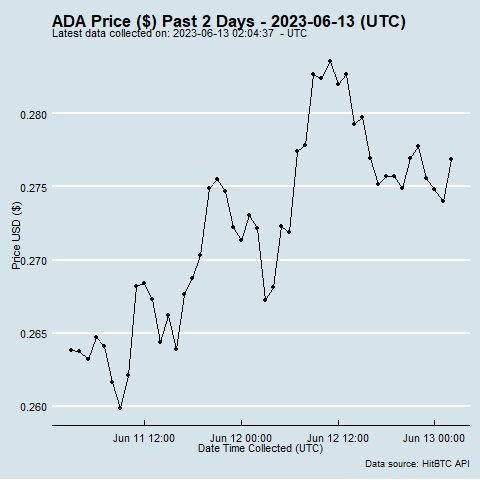 ADA Price ($) Past 2 Days - 2023-06-13 (UTC)
Latest data collected on: 2023-06-13 02:04:37  - UTC
Price USD ($)
0.280
0.275
0.270
0.265
0.260
Jun 11 12:00
Jun 12 00:00
Jun 12 12:00
Jun 13 00:00
Date Time Collected (UTC)
Data source: HitBTC API